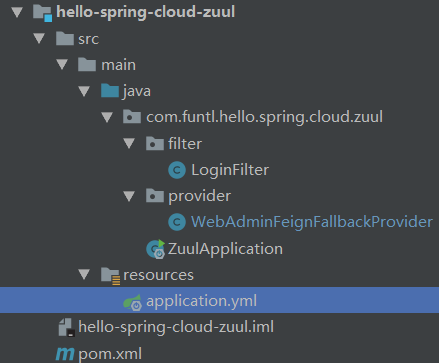 hello-spring-cloud-zuul
src
main
java
com.funtl.hello.spring.cloud.zuul
filter
LoginFilter
provider
WebAdminFeignFallbackProvider
ZuulApplication
resources
application.yml
hello-spring-cloud-zuul.iml
pom.xml